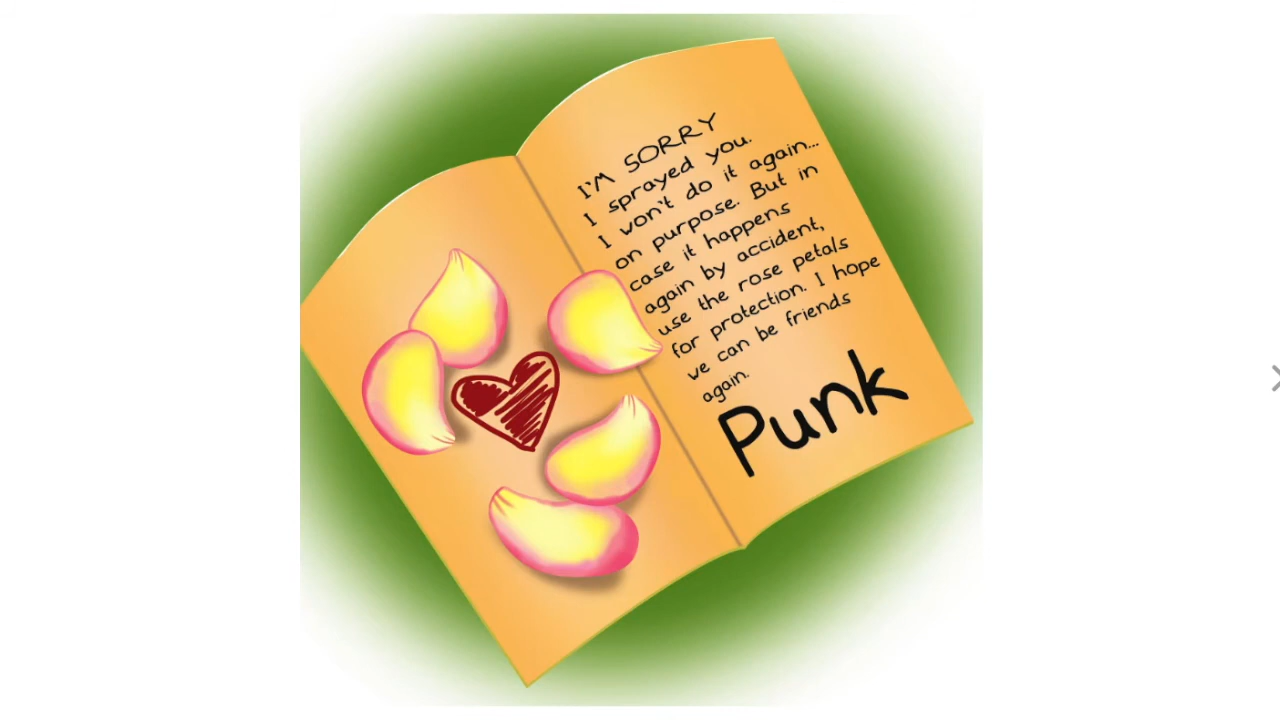 I'M SORRY
I sprayed you.
I won't do it again...
on purpose. But in
case it happens
again by accident,
use the rose petals
for protection. I hope
we can be friends
again.
Punk